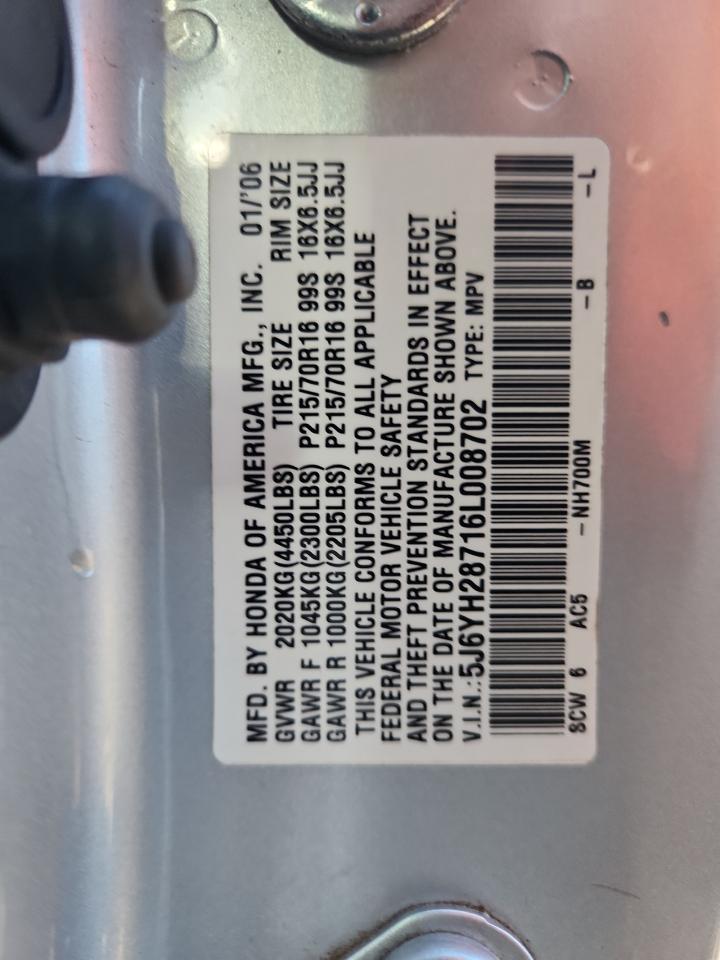 MFD. BY HONDA OF AMERICA MFG., INC. 01/'06
GVWR 2020KG(4450LBS) TIRE SIZE RIM SIZE
GAWR F 1045KG(2300LBS) P215/70R16 99S 16X6.5JJ
GAWR R 1000KG(2205LBS) P215/70R16 99S 16X6.5JJ
THIS VEHICLE CONFORMS TO ALL APPLICABLE
FEDERAL MOTOR VEHICLE SAFETY
AND THEFT PREVENTION STANDARDS IN EFFECT
ON THE DATE OF MANUFACTURE SHOWN ABOVE.
V.I.N.:5J6YH28716L008702 TYPE: MPV
8CW 6 AC5 -NH700M -B -L